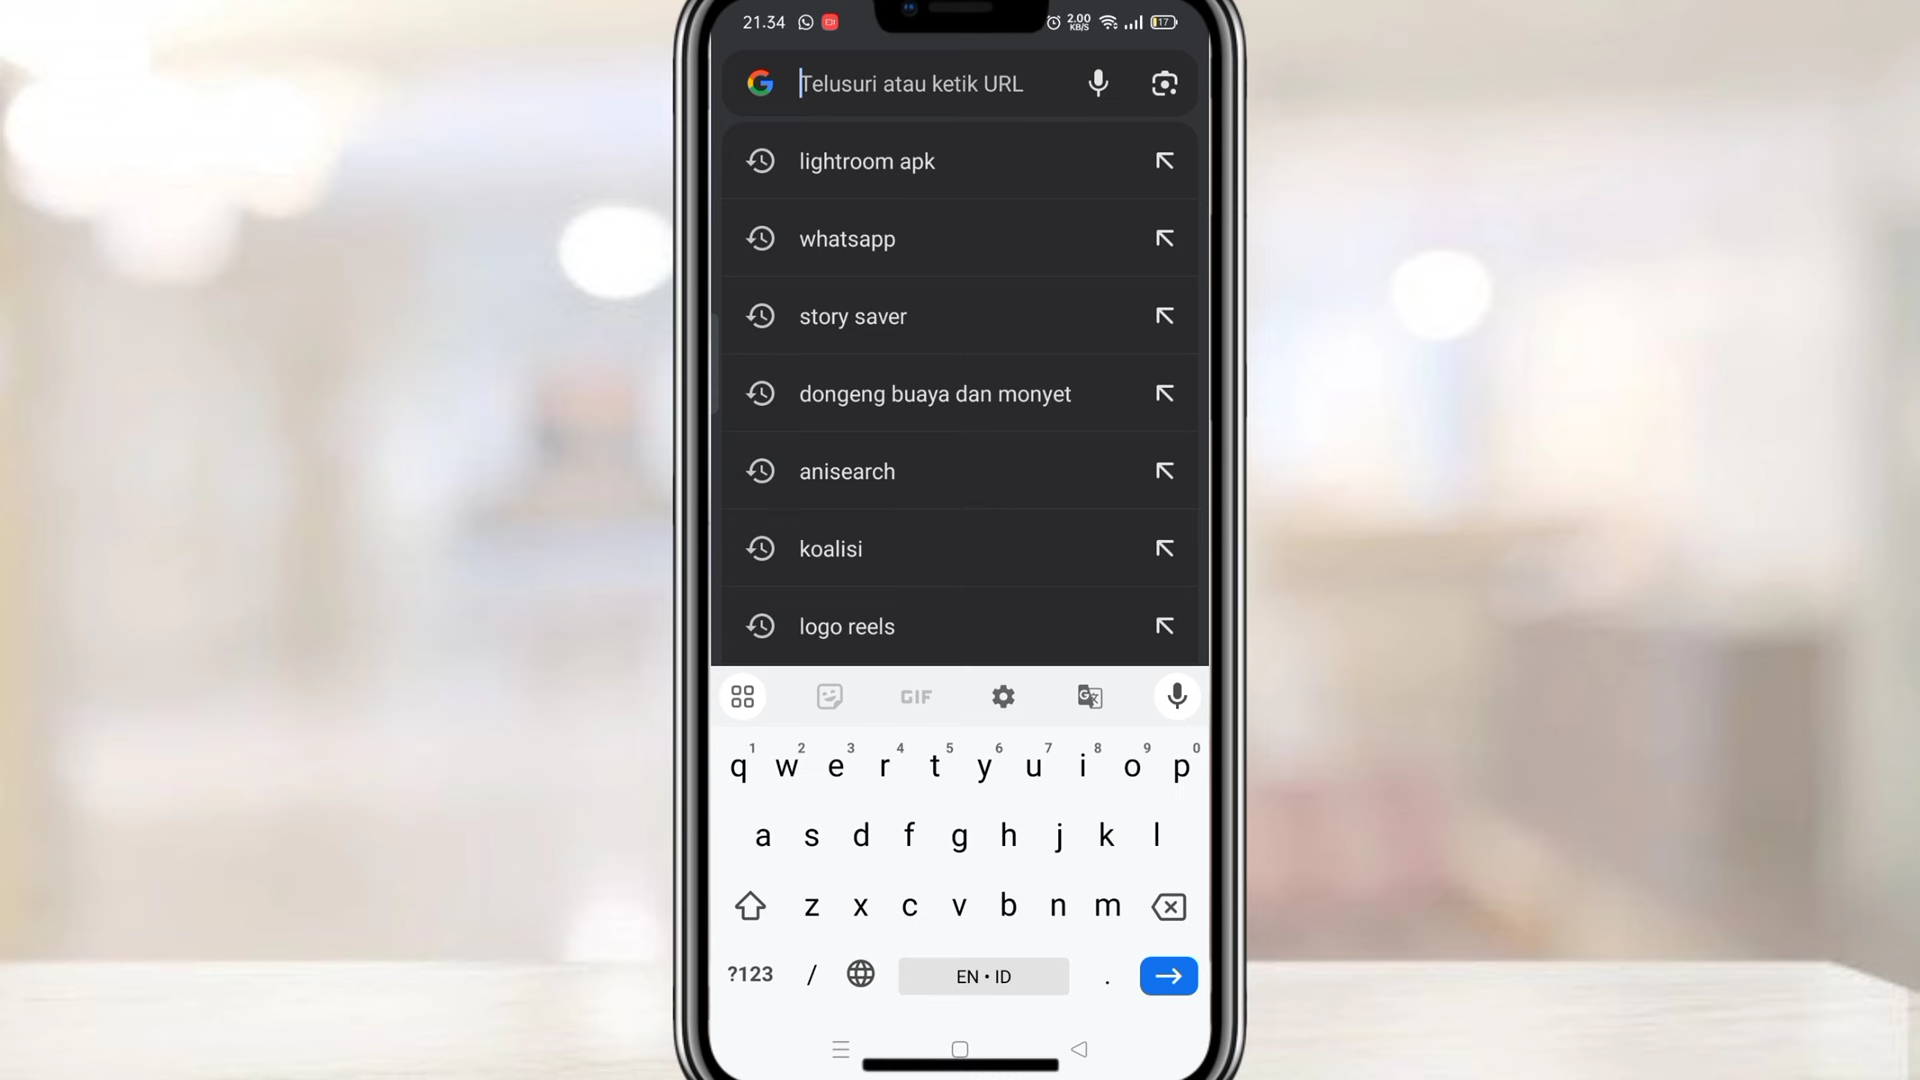 21.34
2.00
KB/S
17
Telusuri atau ketik URL
lightroom apk
whatsapp
story saver
dongeng buaya dan monyet
anisearch
koalisi
logo reels
GIF
1 2 3 4 5 6 7 8 9 0
q w e r t y u i o p
a s d f g h j k l
z x c v b n m
?123 / EN • ID .